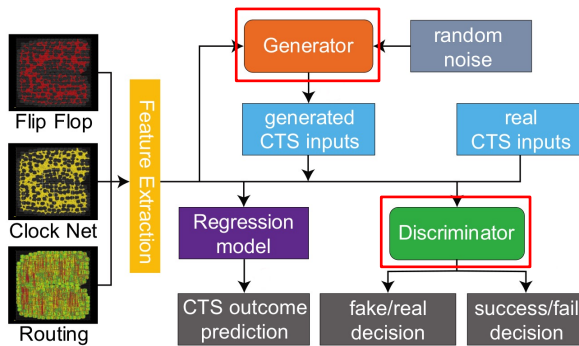 Flip Flop
Clock Net
Routing
Feature Extraction
Generator
random
noise
generated
CTS inputs
real
CTS inputs
Regression
model
Discriminator
CTS outcome
prediction
fake/real
decision
success/fail
decision